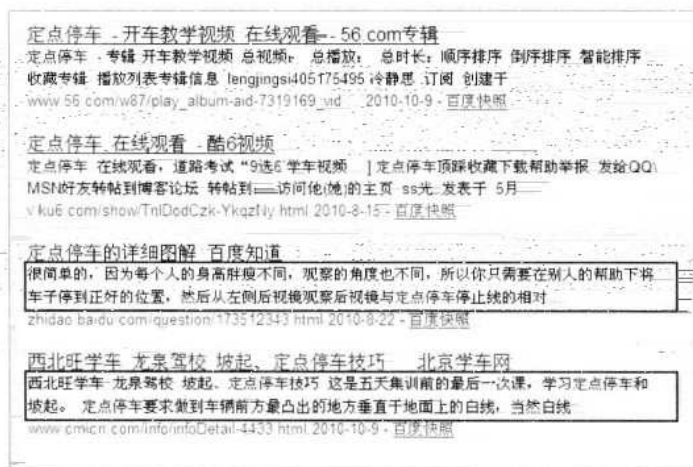 定点停车 - 开车教学视频 在线观看 - 56.com专辑
定点停车 - 专辑 开车教学视频 总视频: 总播放: 总时长: 顺序排序 倒序排序 智能排序
收藏专辑 播放列表专辑信息 lengjingsi405175495 冷静思 订阅 创建于
www.56.com/w87/play_album-aid-7319169_vid 2010-10-9 - 百度快照
定点停车 在线观看 - 酷6视频
定点停车 在线观看, 道路考试 "9选6 学车视频 ] 定点停车顶踩收藏下载帮助举报 发给QQ\
MSN好友转帖到博客论坛 转帖到 访问他(她)的主页 ss光 发表于 5月
v.ku6.com/show/TnIDodCzk-YkqzNy.html 2010-8-15 - 百度快照
定点停车的详细图解 百度知道
很简单的, 因为每个人的身高胖瘦不同, 观察的角度也不同, 所以你只需要在别人的帮助下将
车子停到正好的位置, 然后从左侧后视镜观察后视镜与定点停车停止线的相对
zhidao.baidu.com/question/173512343.html 2010-8-22 - 百度快照
西北旺学车 龙泉驾校 坡起、定点停车技巧 北京学车网
西北旺学车 龙泉驾校 坡起、定点停车技巧 这是五天集训前的最后一次课, 学习定点停车和
坡起。 定点停车要求做到车辆前方最凸出的地方垂直于地面上的白线, 当然白线
www.cmkcn.com/info/infoDetail-4433.html 2010-10-9 - 百度快照